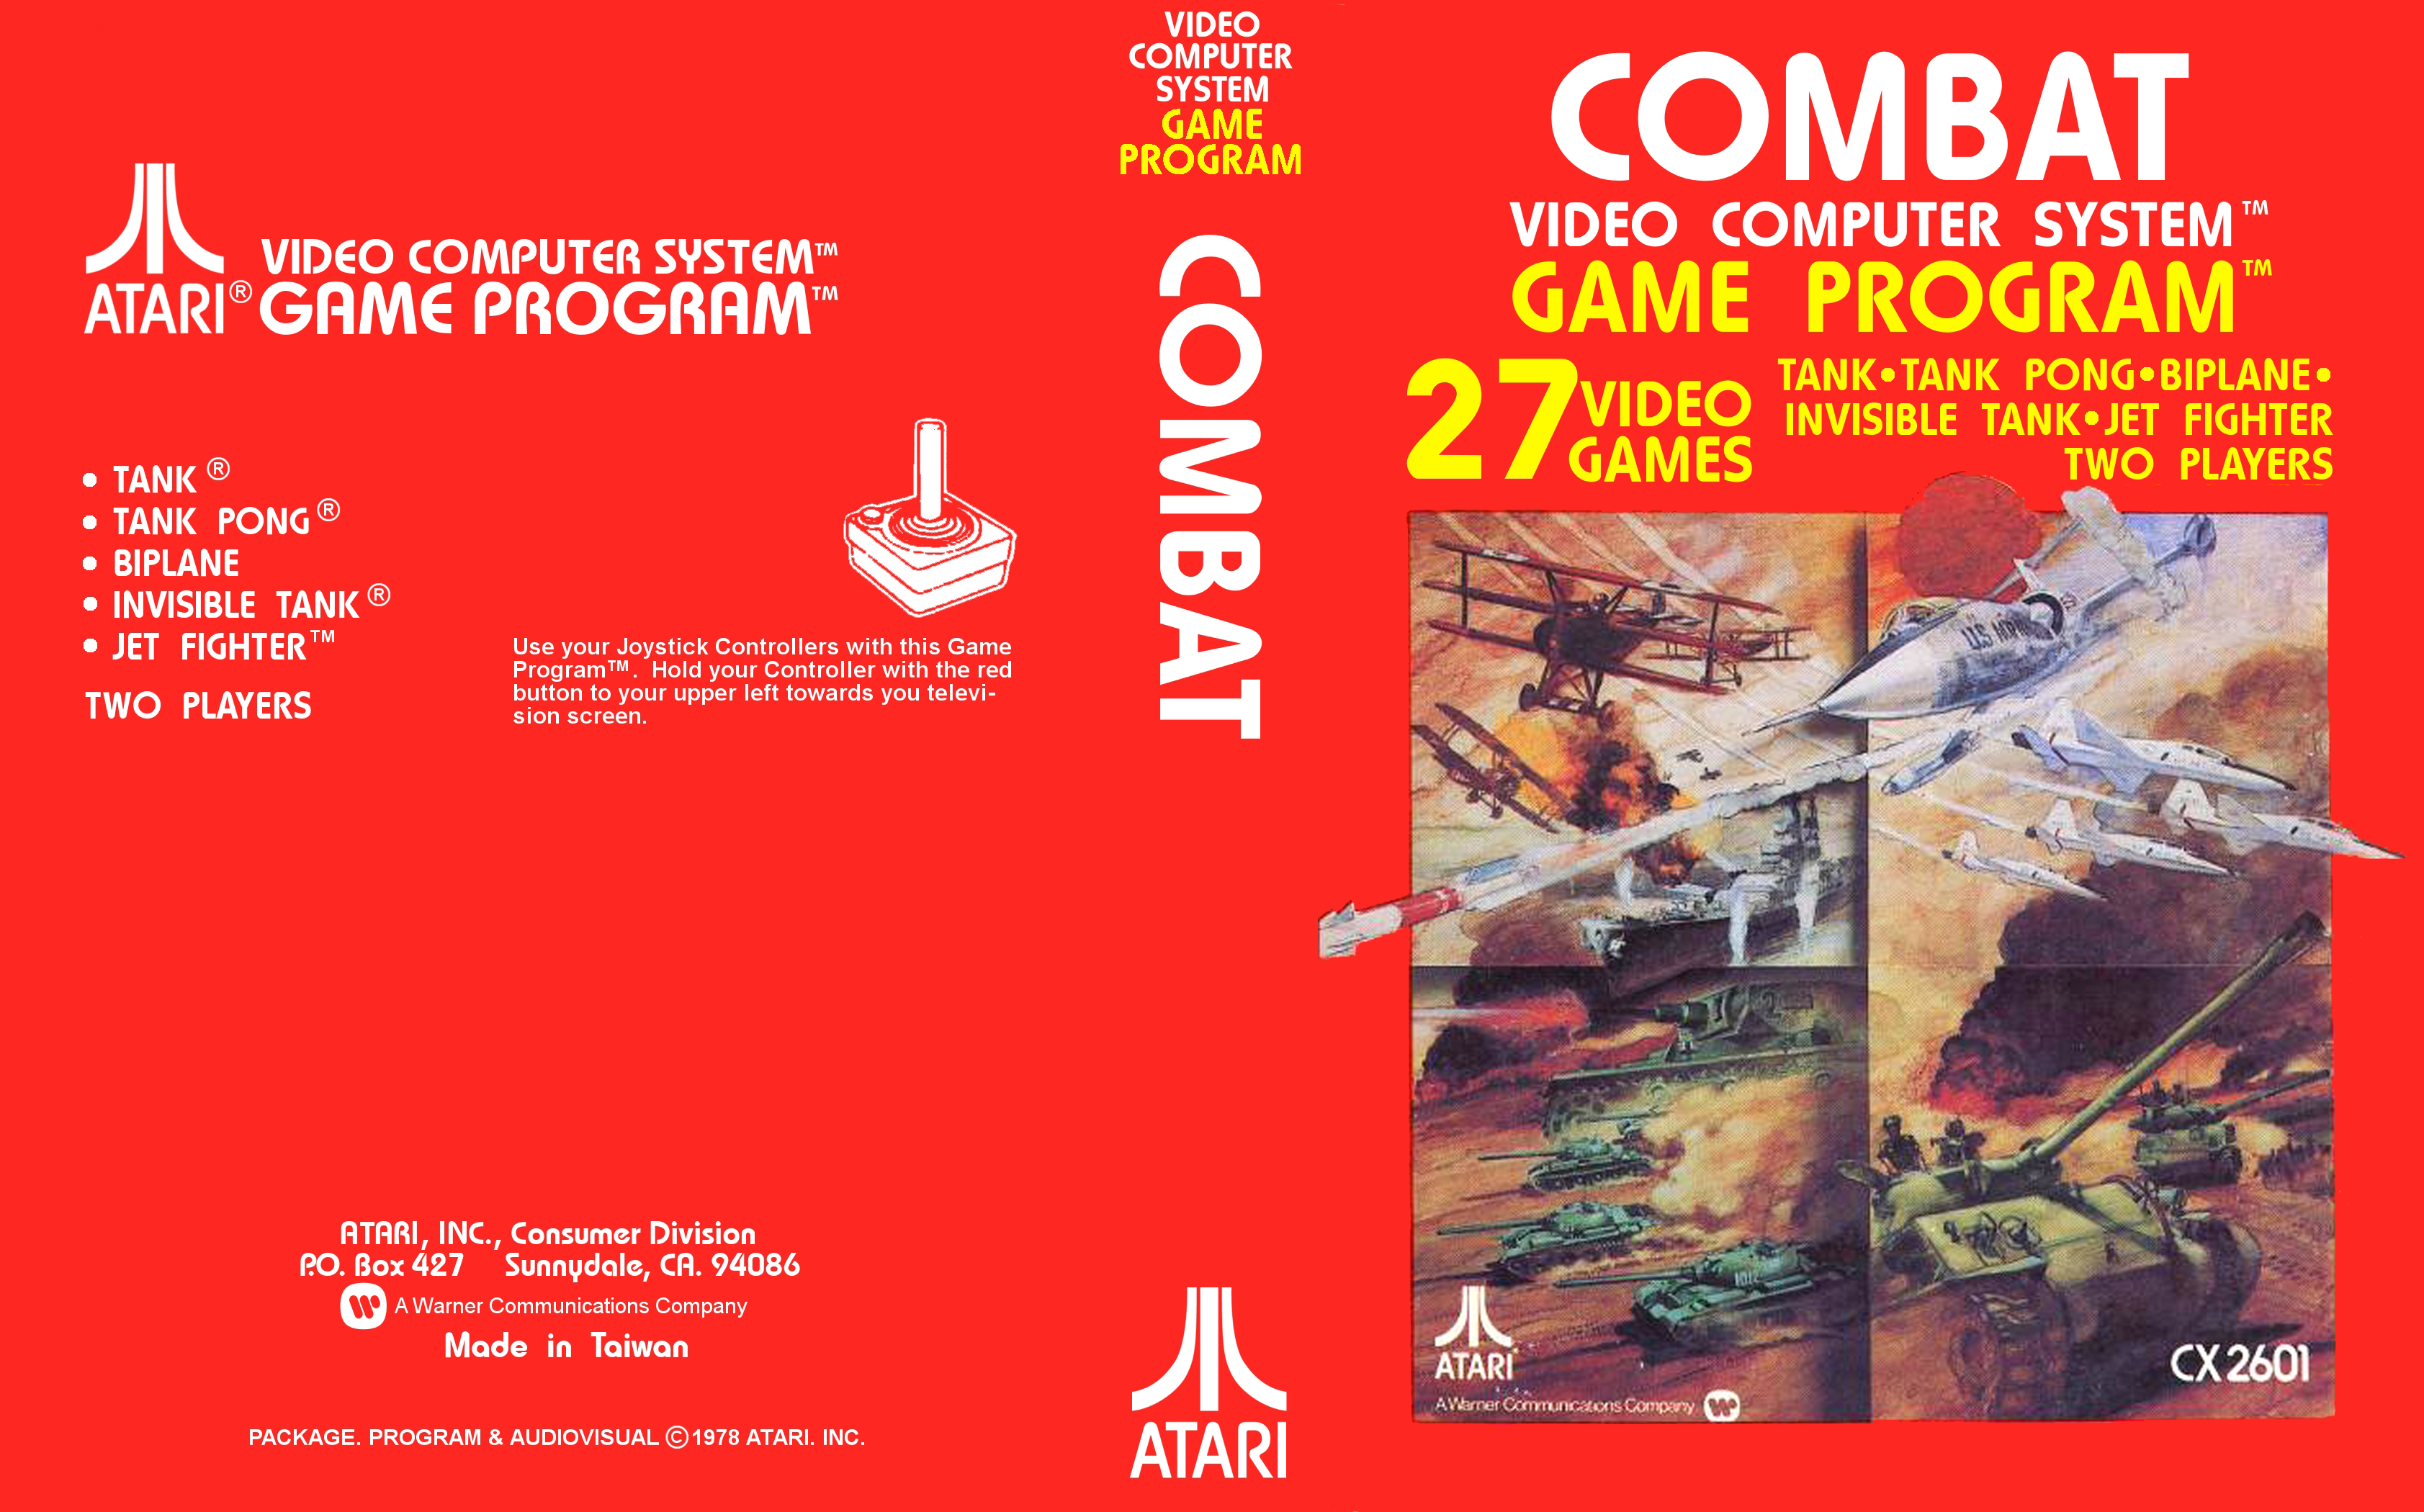 ATARI®
VIDEO COMPUTER SYSTEM™
GAME PROGRAM™
• TANK®
• TANK PONG®
• BIPLANE
• INVISIBLE TANK®
• JET FIGHTER™
TWO PLAYERS
Use your Joystick Controllers with this Game
Program™. Hold your Controller with the red
button to your upper left towards you televi-
sion screen.
ATARI, INC., Consumer Division
P.O. Box 427 Sunnydale, CA. 94086
A Warner Communications Company
Made in Taiwan
PACKAGE. PROGRAM & AUDIOVISUAL ©1978 ATARI. INC.
VIDEO
COMPUTER
SYSTEM
GAME
PROGRAM
COMBAT
ATARI
COMBAT
VIDEO COMPUTER SYSTEM™
GAME PROGRAM™
27 VIDEO
GAMES
TANK•TANK PONG•BIPLANE•
INVISIBLE TANK•JET FIGHTER
TWO PLAYERS
ATARI
A Warner Communications Company
CX2601